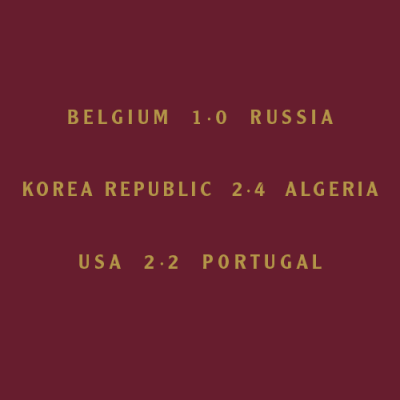 BELGIUM 1·0 RUSSIA
KOREA REPUBLIC 2·4 ALGERIA
USA 2·2 PORTUGAL